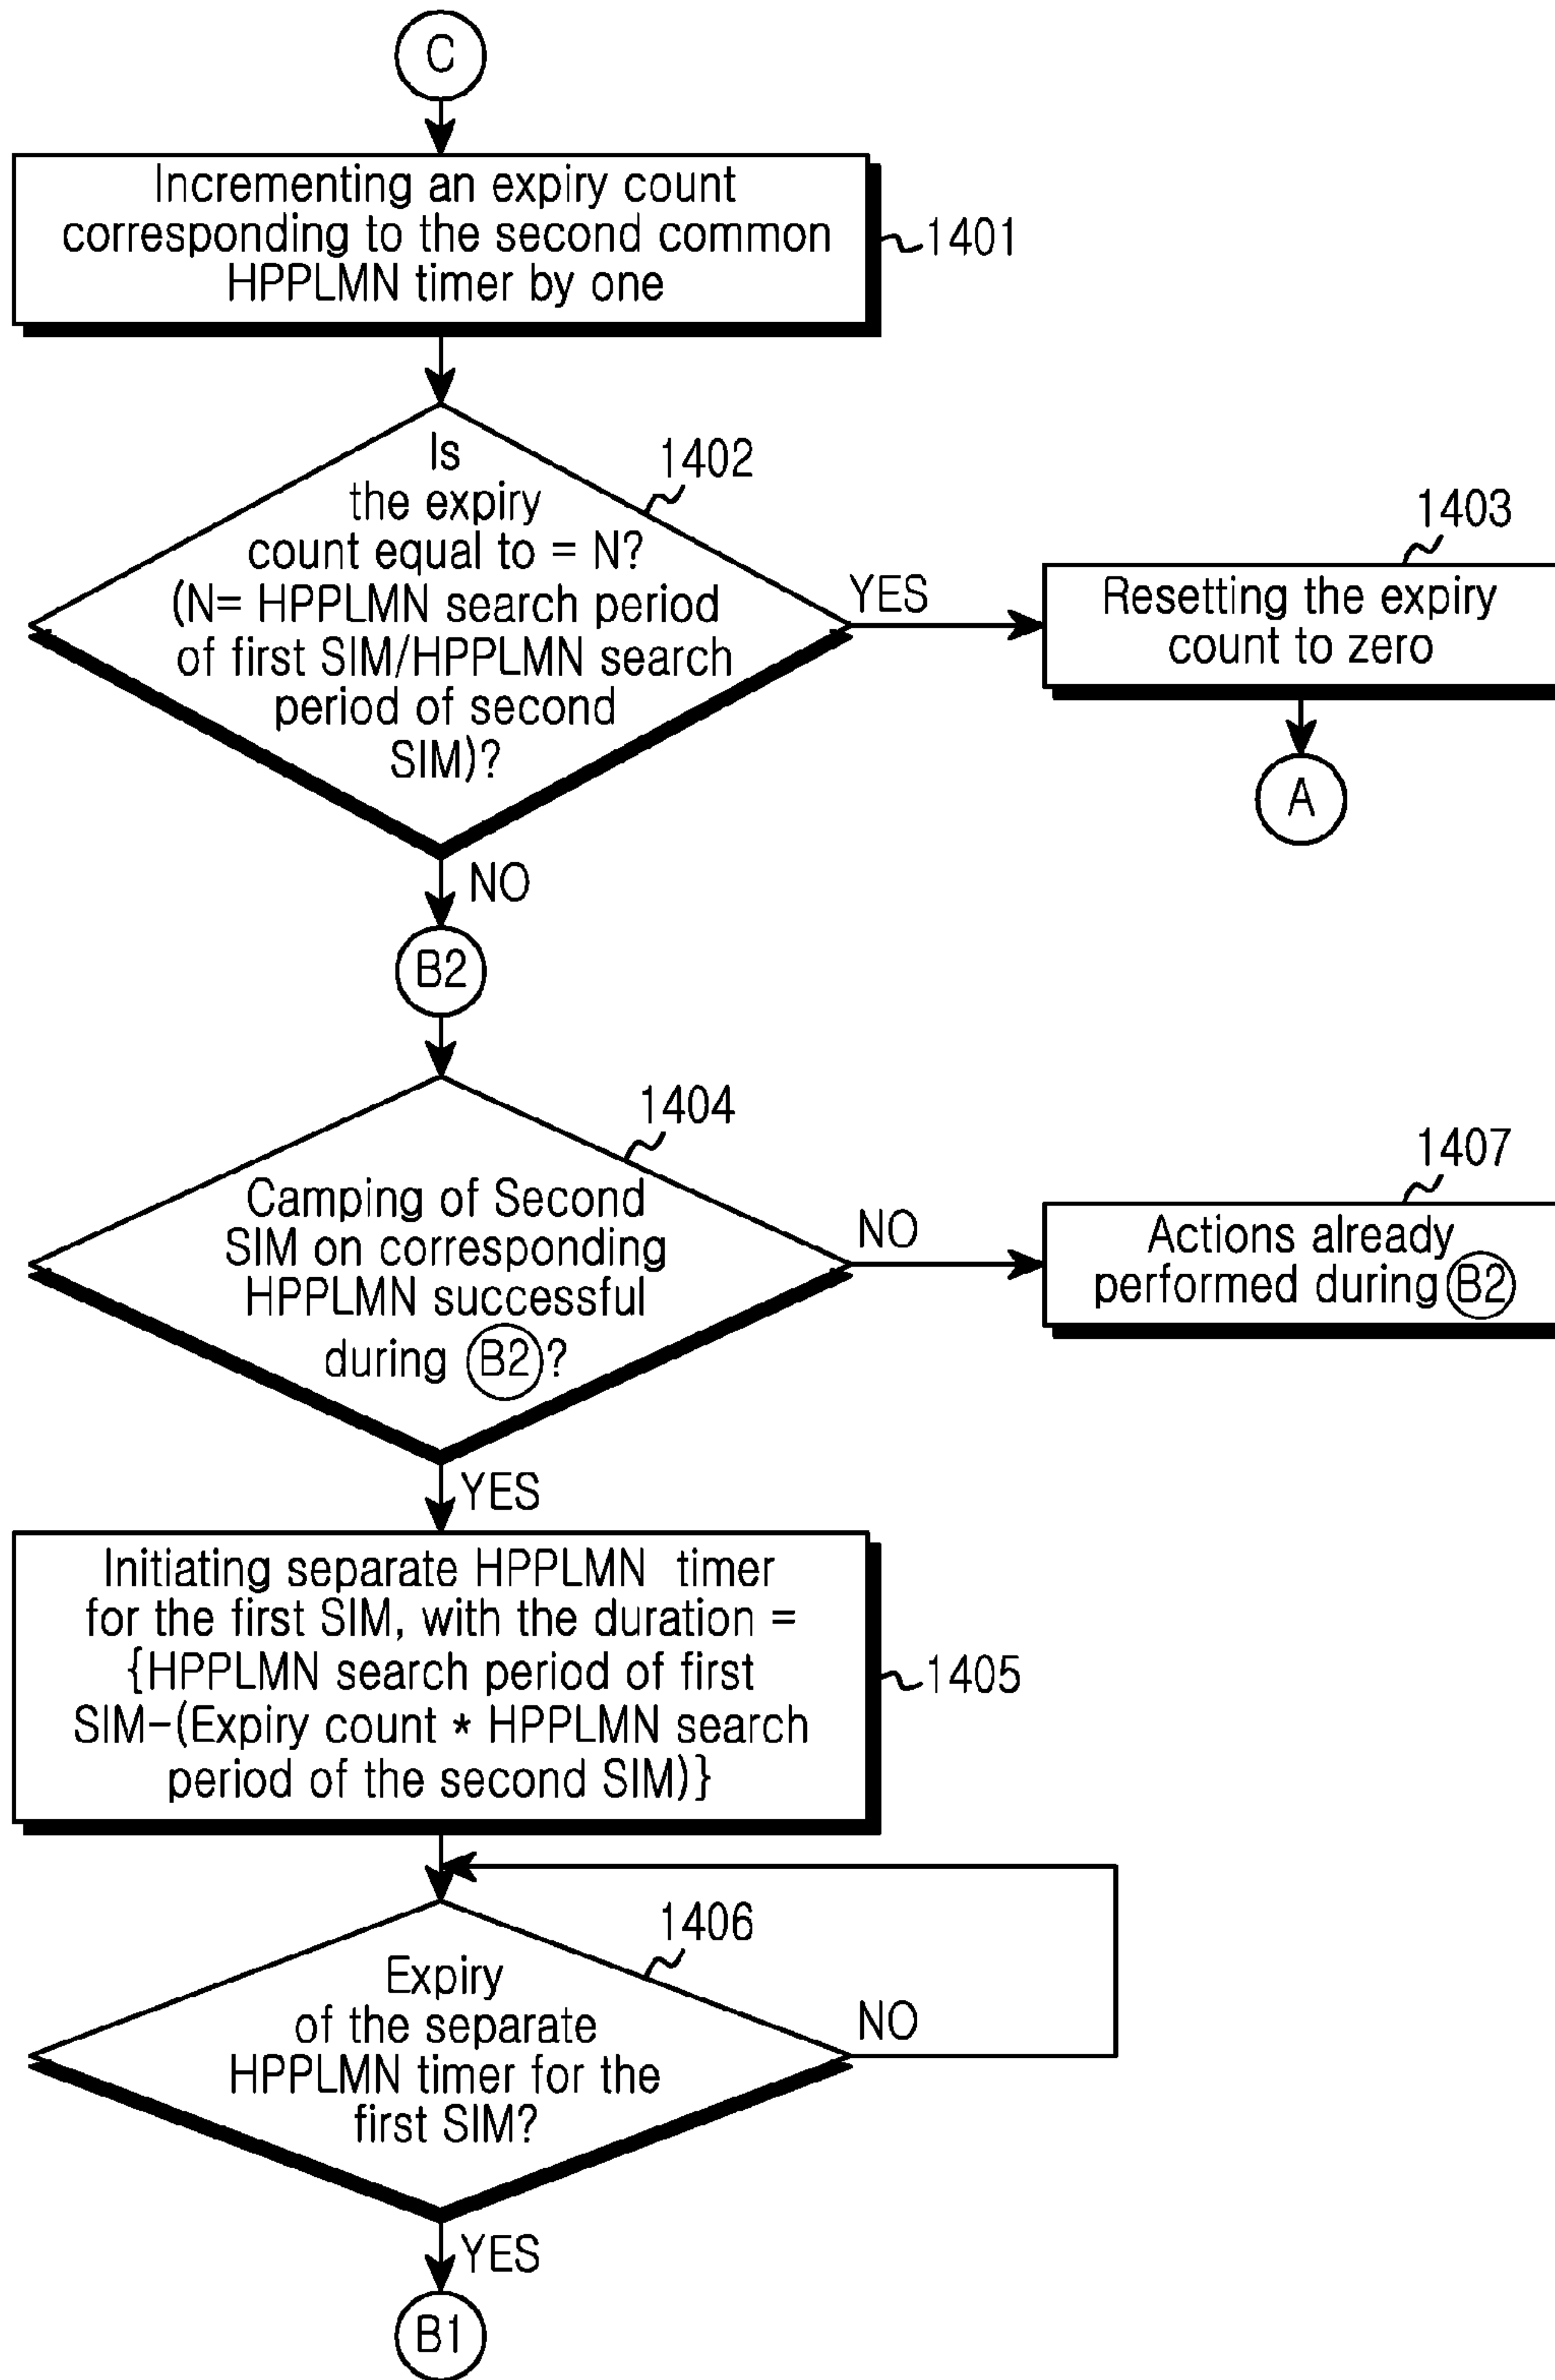 C
Incrementing an expiry count
corresponding to the second common
HPPLMN timer by one
1401
Is
the expiry
count equal to = N?
(N= HPPLMN search period
of first SIM/HPPLMN search
period of second
SIM)?
1402
YES
1403
Resetting the expiry
count to zero
A
NO
B2
1404
Camping of Second
SIM on corresponding
HPPLMN successful
during B2?
NO
1407
Actions already
performed during B2
YES
Initiating separate HPPLMN timer
for the first SIM, with the duration =
{HPPLMN search period of first
SIM-(Expiry count * HPPLMN search
period of the second SIM)}
1405
1406
Expiry
of the separate
HPPLMN timer for the
first SIM?
NO
YES
B1